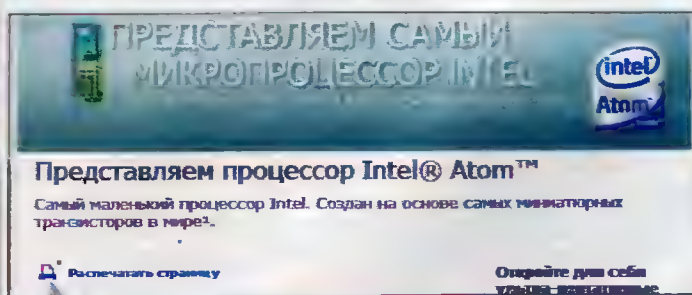 ПРЕДСТАВЛЯЕМ САМЫЙ
МИКРОПРОЦЕССОР INTEL
intel
Atom
Представляем процессор Intel® Atom™
Самый маленький процессор Intel. Создан на основе самых миниатюрных
транзисторов в мире¹.
Распечатать страницу
Откройте для себя